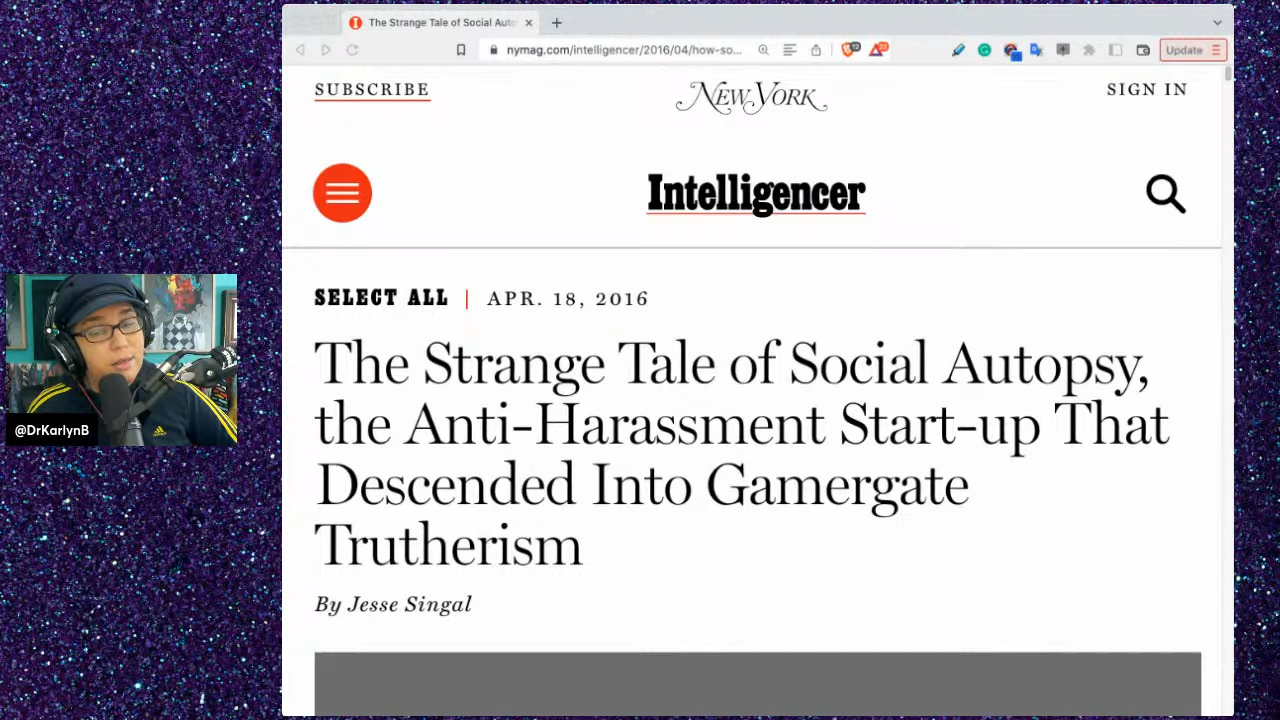 The Strange Tale of Social Auto
nymag.com/intelligencer/2016/04/how-so...
Update
SUBSCRIBE
NEW YORK
SIGN IN
Intelligencer
SELECT ALL | APR. 18, 2016
The Strange Tale of Social Autopsy,
the Anti-Harassment Start-up That
Descended Into Gamergate
Trutherism
By Jesse Singal
@DrKarlynB